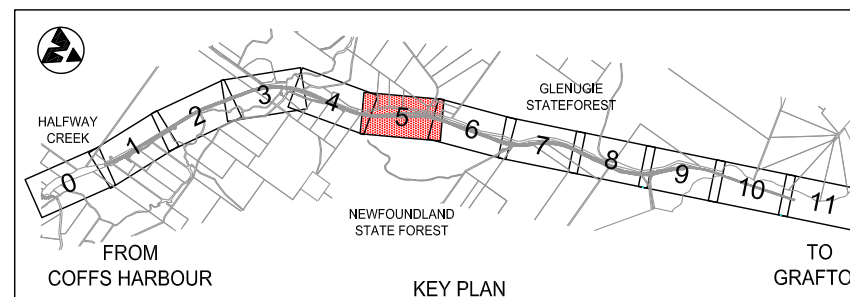 HALFWAY
CREEK
0
1
2
3
4
5
6
7
8
9
10
11
GLENUGIE
STATEFOREST
NEWFOUNDLAND
STATE FOREST
FROM
COFFS HARBOUR
KEY PLAN
TO
GRAFTO